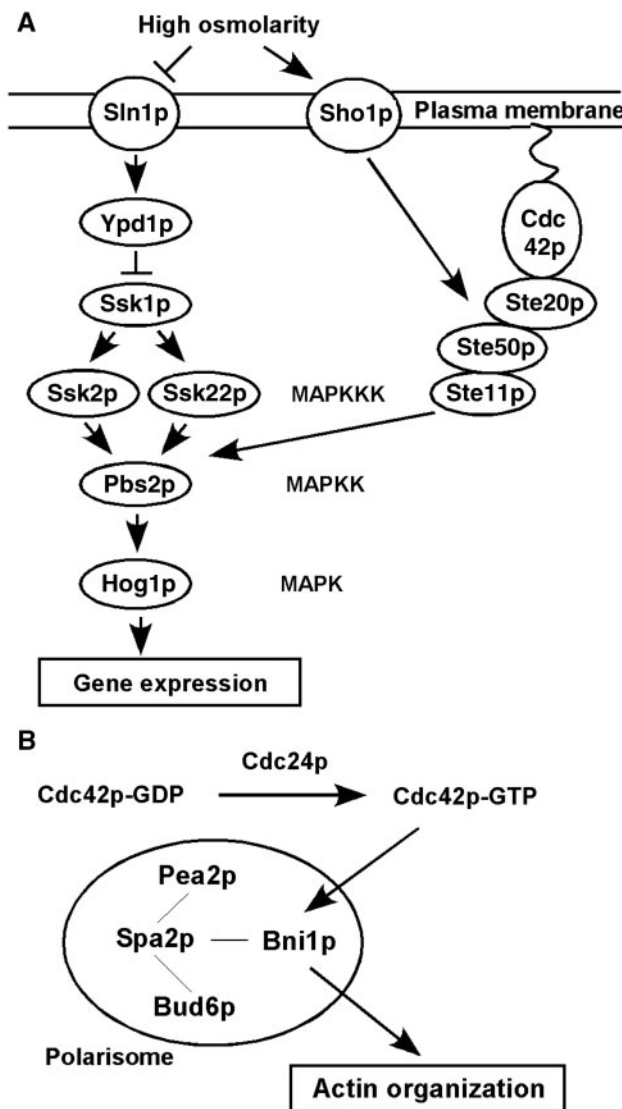 A
High osmolarity
Sln1p
Sho1p
Plasma membrane
Ypd1p
Cdc
42p
Ssk1p
Ste20p
Ste50p
Ssk2p
Ssk22p
MAPKKK
Ste11p
Pbs2p
MAPKK
Hog1p
MAPK
Gene expression
B
Cdc24p
Cdc42p-GDP
Cdc42p-GTP
Pea2p
Spa2p
Bni1p
Bud6p
Polarisome
Actin organization